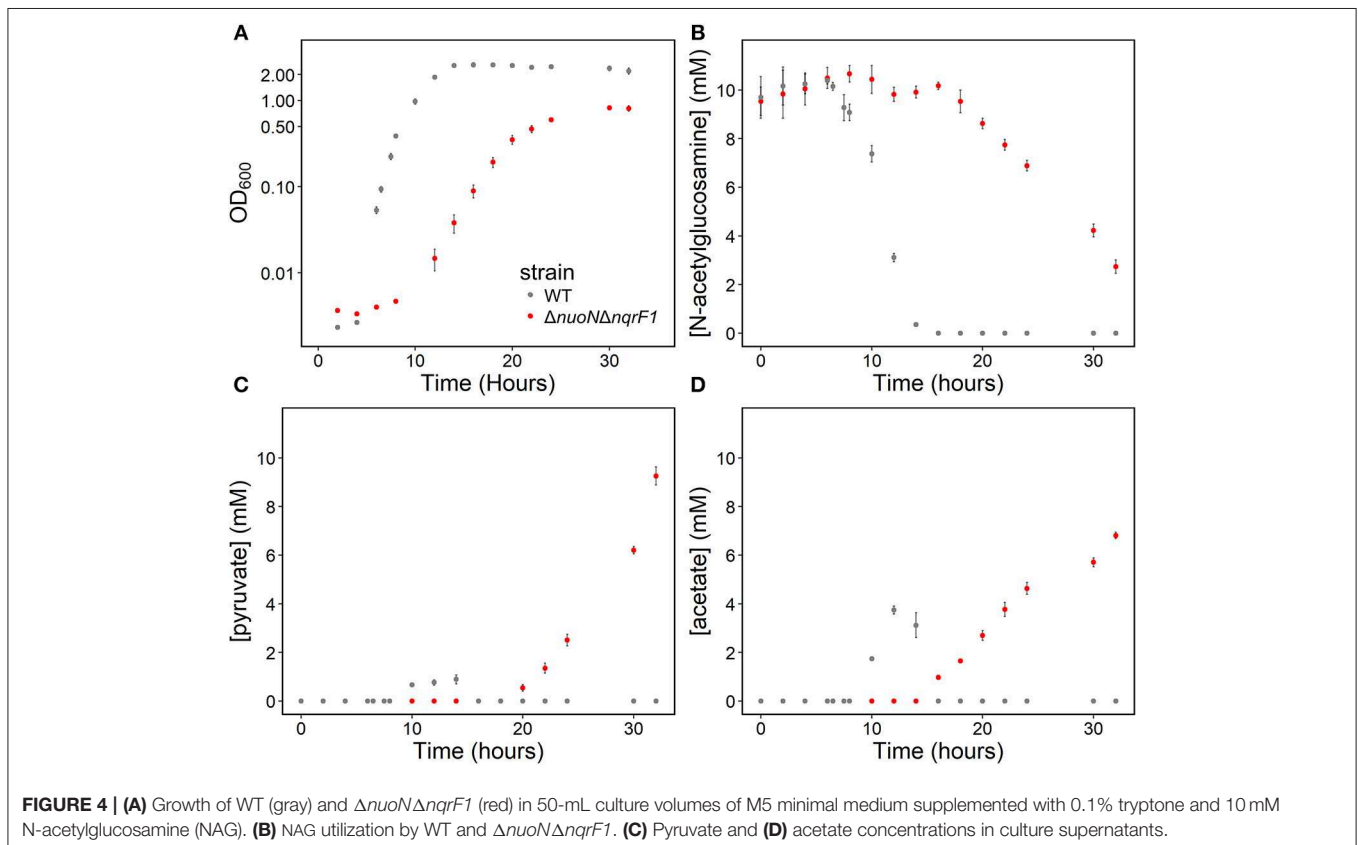 A
OD600
2.00
1.00
0.50
0.10
0.01
strain
WT
ΔnuoNΔnqrF1
0 10 20 30
Time (Hours)
B
[N-acetylglucosamine] (mM)
10
8
6
4
2
0
0 10 20 30
Time (hours)
C
[pyruvate] (mM)
10
8
6
4
2
0
0 10 20 30
Time (hours)
D
[acetate] (mM)
10
8
6
4
2
0
0 10 20 30
Time (hours)
FIGURE 4 | (A) Growth of WT (gray) and ΔnuoNΔnqrF1 (red) in 50-mL culture volumes of M5 minimal medium supplemented with 0.1% tryptone and 10 mM
N-acetylglucosamine (NAG). (B) NAG utilization by WT and ΔnuoNΔnqrF1. (C) Pyruvate and (D) acetate concentrations in culture supernatants.